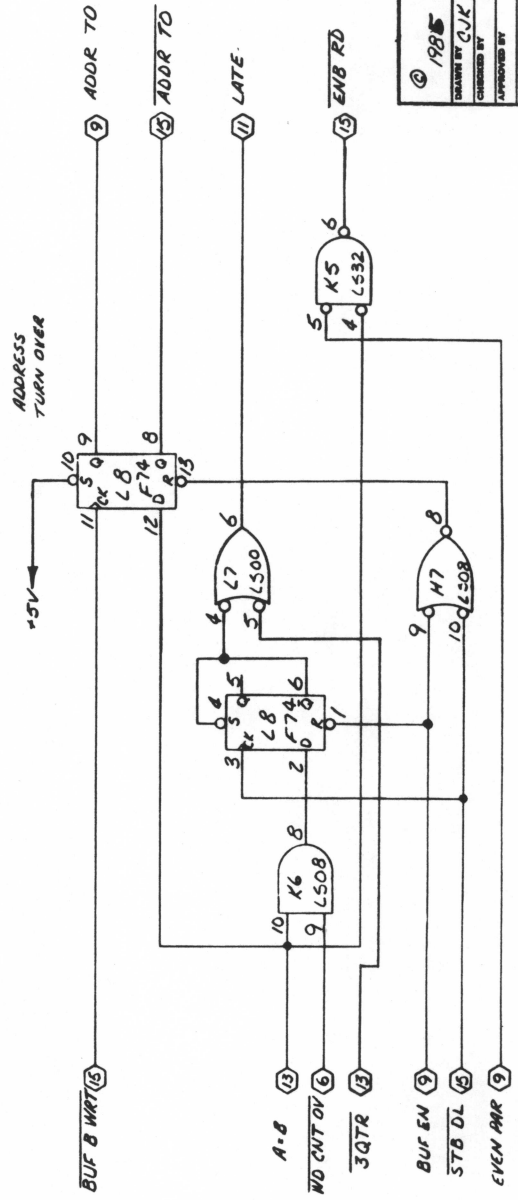 ADDRESS
TURN OVER
+5V
BUF B WRT 15
11 CK S 10
L8
F74
12 D R 13
Q 9
Q 8
9 ADDR TO
15 ADDR TO
A=B 13
WD CNT OV 6
3QTR 13
10
9
K6
LS08
8
3 CK S 4
L8
F74
2 D R 1
Q 5
Q 6
4
5
L7
LS00
6
11 LATE
BUF EN 9
STB DL 15
9
10
H7
LS08
8
EVEN PAR 9
5
4
K5
LS32
6
15 ENB RD
© 1985
DRAWN BY CJK
CHECKED BY
APPROVED BY